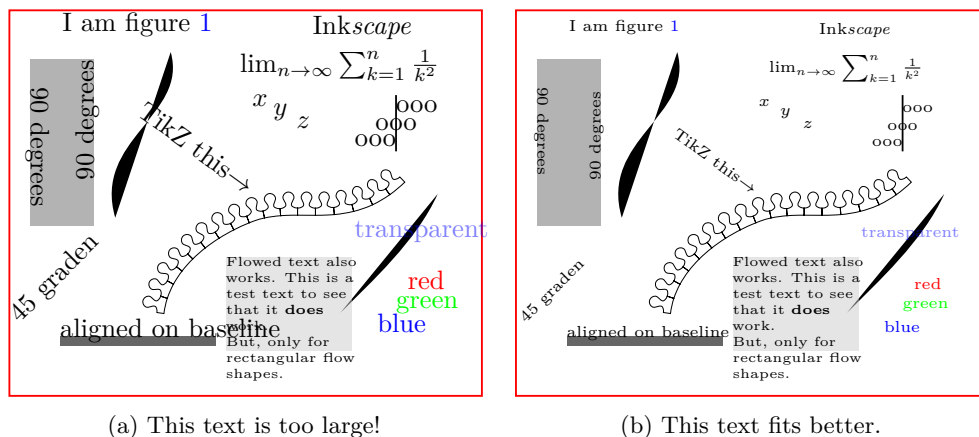 I am figure 1
Inkscape
lim n→∞ ∑ n k=1 1/k²
90 degrees
90 degrees
x y z
ooo
ooo
ooo
TikZ this→
45 graden
transparent
Flowed text also
works. This is a
test text to see
that it does
work.
But, only for
rectangular flow
shapes.
red
green
blue
aligned on baseline
(a) This text is too large!
I am figure 1
Inkscape
lim n→∞ ∑ n k=1 1/k²
90 degrees
90 degrees
x y z
ooo
ooo
ooo
TikZ this→
45 graden
transparent
Flowed text also
works. This is a
test text to see
that it does
work.
But, only for
rectangular flow
shapes.
red
green
blue
aligned on baseline
(b) This text fits better.